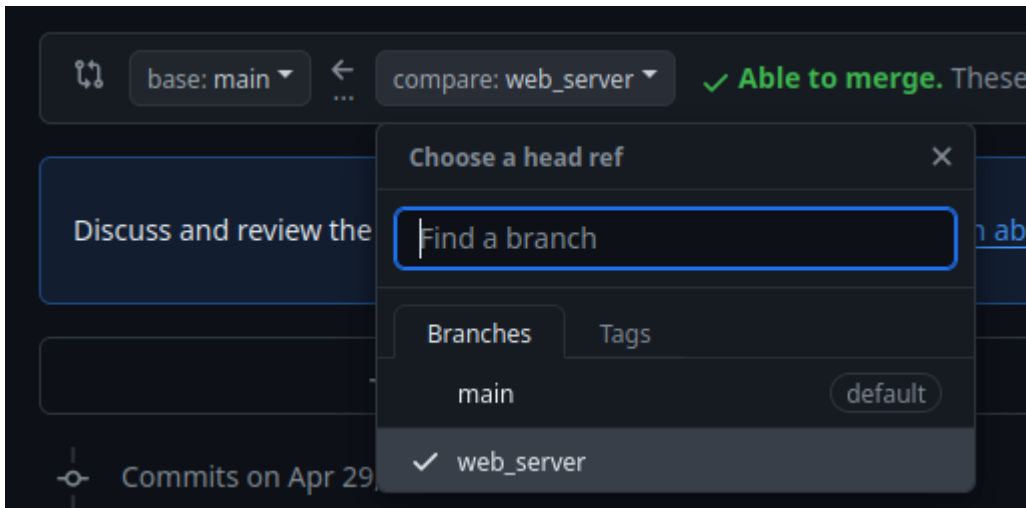 base: main
compare: web_server
Able to merge. These
Choose a head ref
Discuss and review the
Find a branch
Branches
Tags
main
default
web_server
Commits on Apr 29,